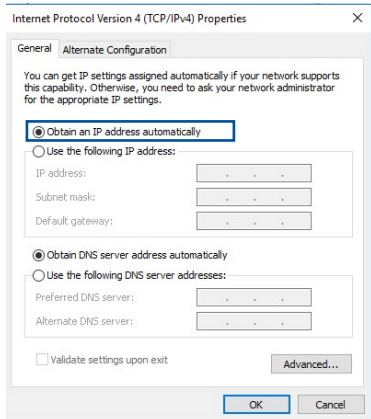 Internet Protocol Version 4 (TCP/IPv4) Properties
General
Alternate Configuration
You can get IP settings assigned automatically if your network supports
this capability. Otherwise, you need to ask your network administrator
for the appropriate IP settings.
Obtain an IP address automatically
Use the following IP address:
IP address:
Subnet mask:
Default gateway:
Obtain DNS server address automatically
Use the following DNS server addresses:
Preferred DNS server:
Alternate DNS server:
Validate settings upon exit
Advanced...
OK
Cancel